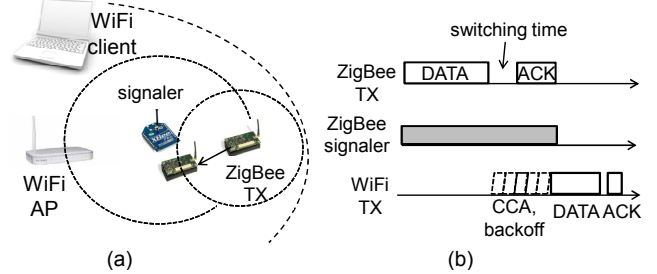 WiFi
client
signaler
WiFi
AP
ZigBee
TX
(a)
switching time
ZigBee
TX
DATA
ACK
ZigBee
signaler
WiFi
TX
CCA,
backoff
DATA ACK
(b)